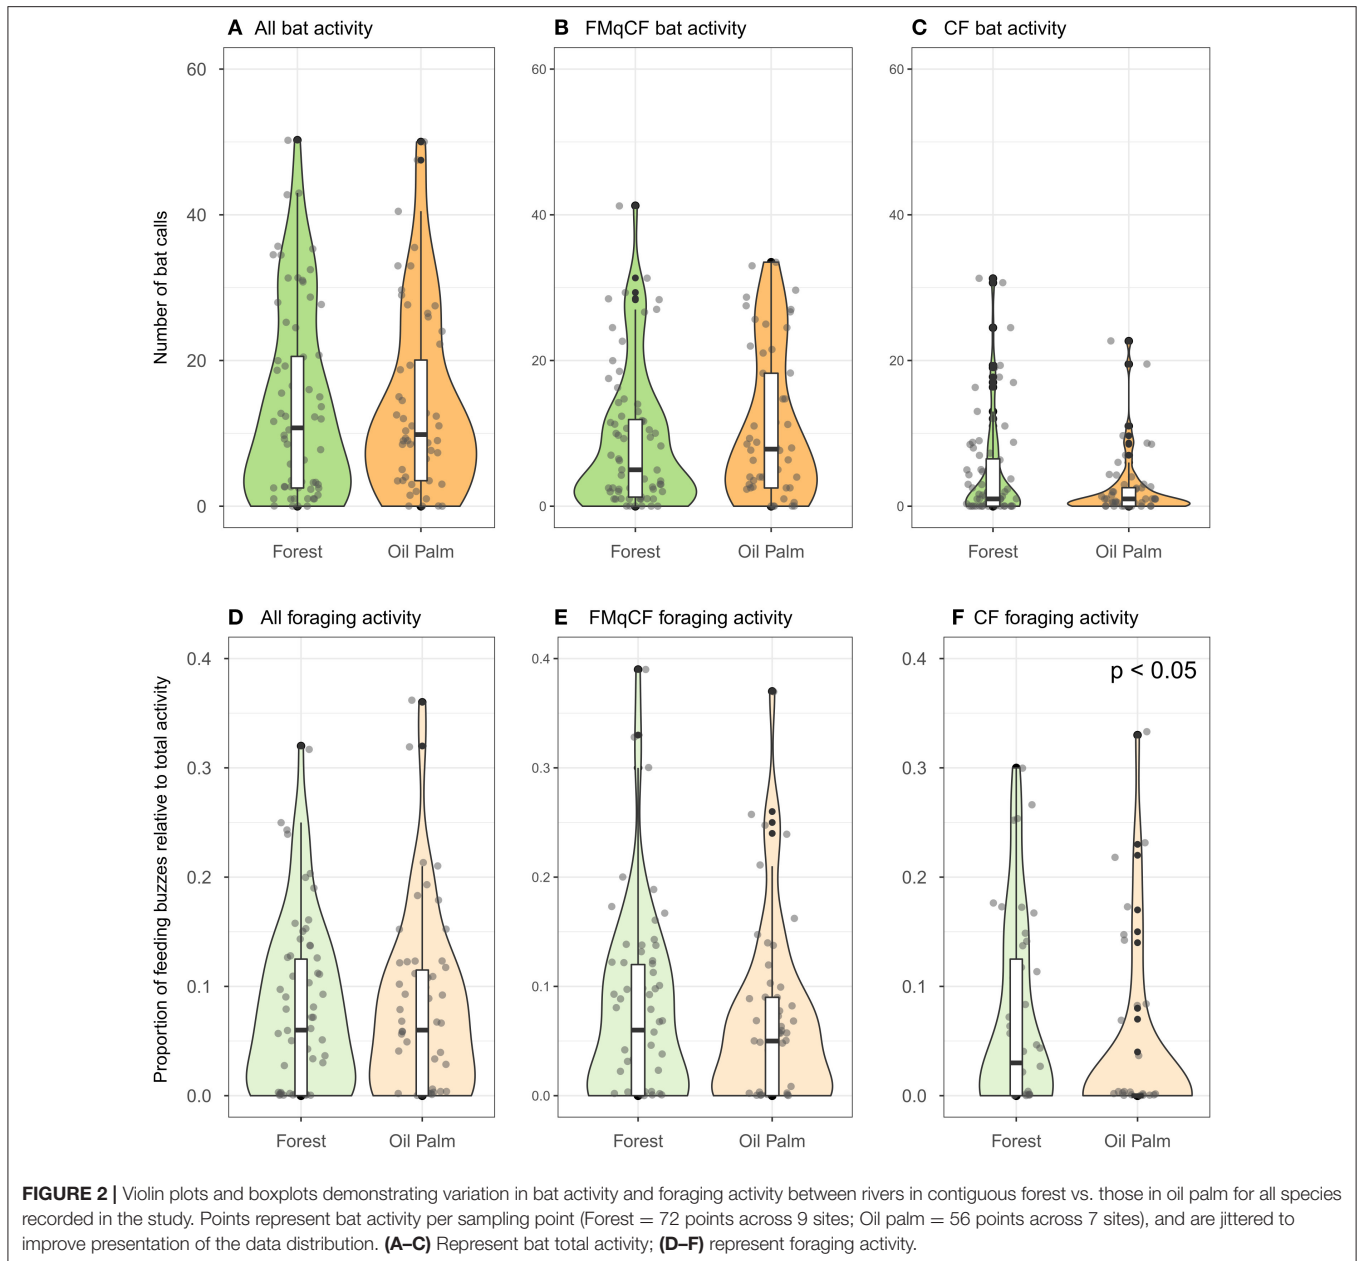 A All bat activity
B FMqCF bat activity
C CF bat activity
Number of bat calls
60
40
20
0
Forest
Oil Palm
60
40
20
0
Forest
Oil Palm
60
40
20
0
Forest
Oil Palm
D All foraging activity
E FMqCF foraging activity
F CF foraging activity
Proportion of feeding buzzes relative to total activity
0.4
0.3
0.2
0.1
0.0
Forest
Oil Palm
0.4
0.3
0.2
0.1
0.0
Forest
Oil Palm
0.4
0.3
0.2
0.1
0.0
p < 0.05
Forest
Oil Palm
FIGURE 2 | Violin plots and boxplots demonstrating variation in bat activity and foraging activity between rivers in contiguous forest vs. those in oil palm for all species
recorded in the study. Points represent bat activity per sampling point (Forest = 72 points across 9 sites; Oil palm = 56 points across 7 sites), and are jittered to
improve presentation of the data distribution. (A–C) Represent bat total activity; (D–F) represent foraging activity.